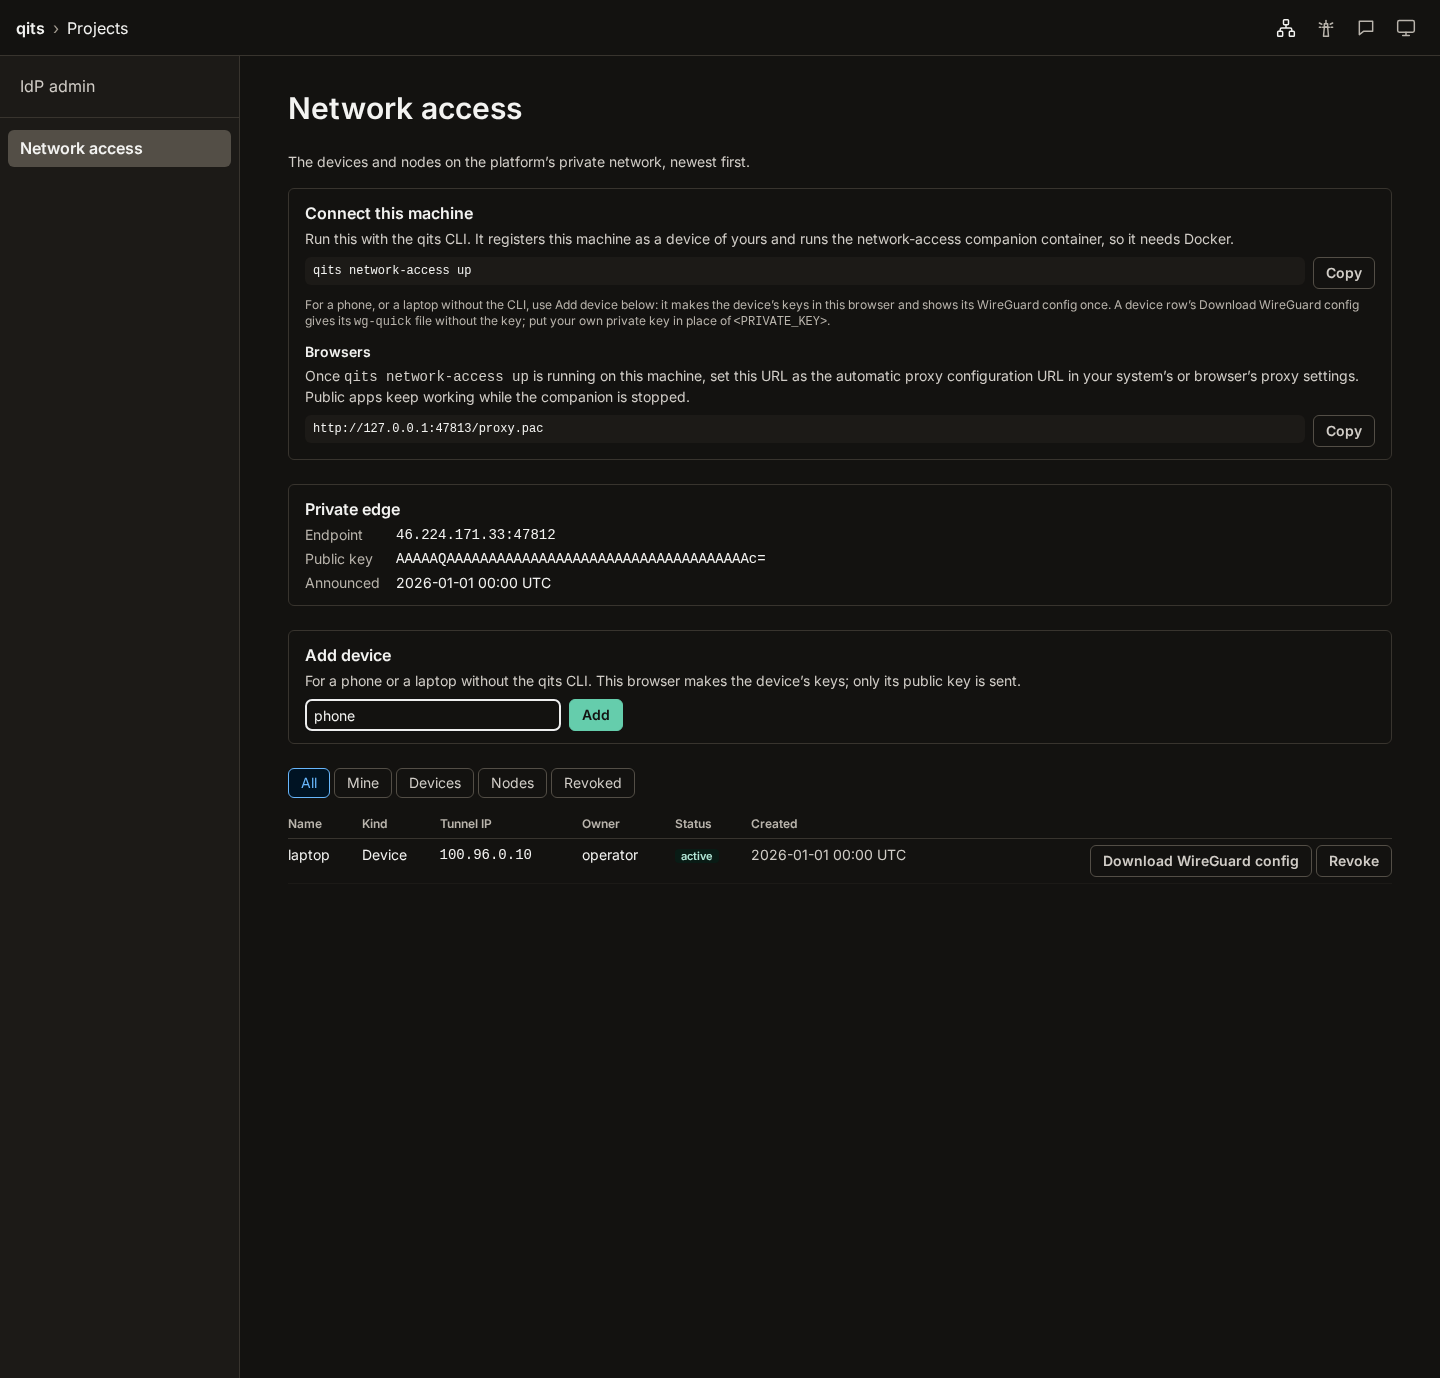 qits › Projects
IdP admin
Network access
Network access
The devices and nodes on the platform’s private network, newest first.
Connect this machine
Run this with the qits CLI. It registers this machine as a device of yours and runs the network-access companion container, so it needs Docker.
qits network-access up
Copy
For a phone, or a laptop without the CLI, use Add device below: it makes the device’s keys in this browser and shows its WireGuard config once. A device row’s Download WireGuard config
gives its wg-quick file without the key; put your own private key in place of <PRIVATE_KEY>.
Browsers
Once qits network-access up is running on this machine, set this URL as the automatic proxy configuration URL in your system’s or browser’s proxy settings.
Public apps keep working while the companion is stopped.
http://127.0.0.1:47813/proxy.pac
Copy
Private edge
Endpoint 46.224.171.33:47812
Public key AAAAAQAAAAAAAAAAAAAAAAAAAAAAAAAAAAAAAAAAAAc=
Announced 2026-01-01 00:00 UTC
Add device
For a phone or a laptop without the qits CLI. This browser makes the device’s keys; only its public key is sent.
phone
Add
All Mine Devices Nodes Revoked
Name Kind Tunnel IP Owner Status Created
laptop Device 100.96.0.10 operator active 2026-01-01 00:00 UTC Download WireGuard config Revoke